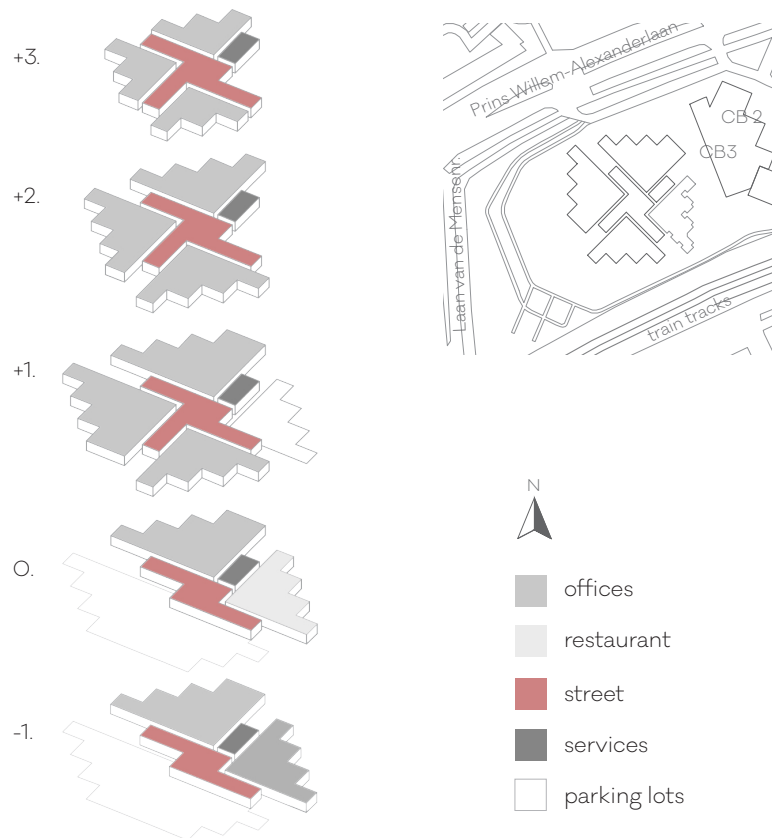 +3.
+2.
+1.
0.
-1.
Prins Willem-Alexanderlaan
CB 2
CB3
Laan van de Mensenr.
train tracks
N
offices
restaurant
street
services
parking lots